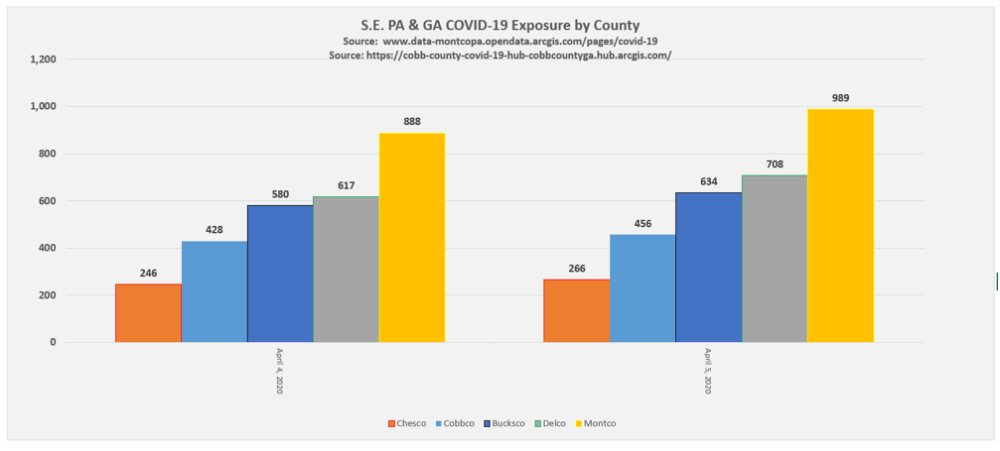 S.E. PA & GA COVID-19 Exposure by County
Source:  www.data-montcopa.opendata.arcgis.com/pages/covid-19
Source: https://cobb-county-covid-19-hub-cobbcountyga.hub.arcgis.com/
1,200
1,000
800
600
400
200
0
246
428
580
617
888
266
456
634
708
989
April 4, 2020
April 5, 2020
Chesco
Cobbco
Bucksco
Delco
Montco